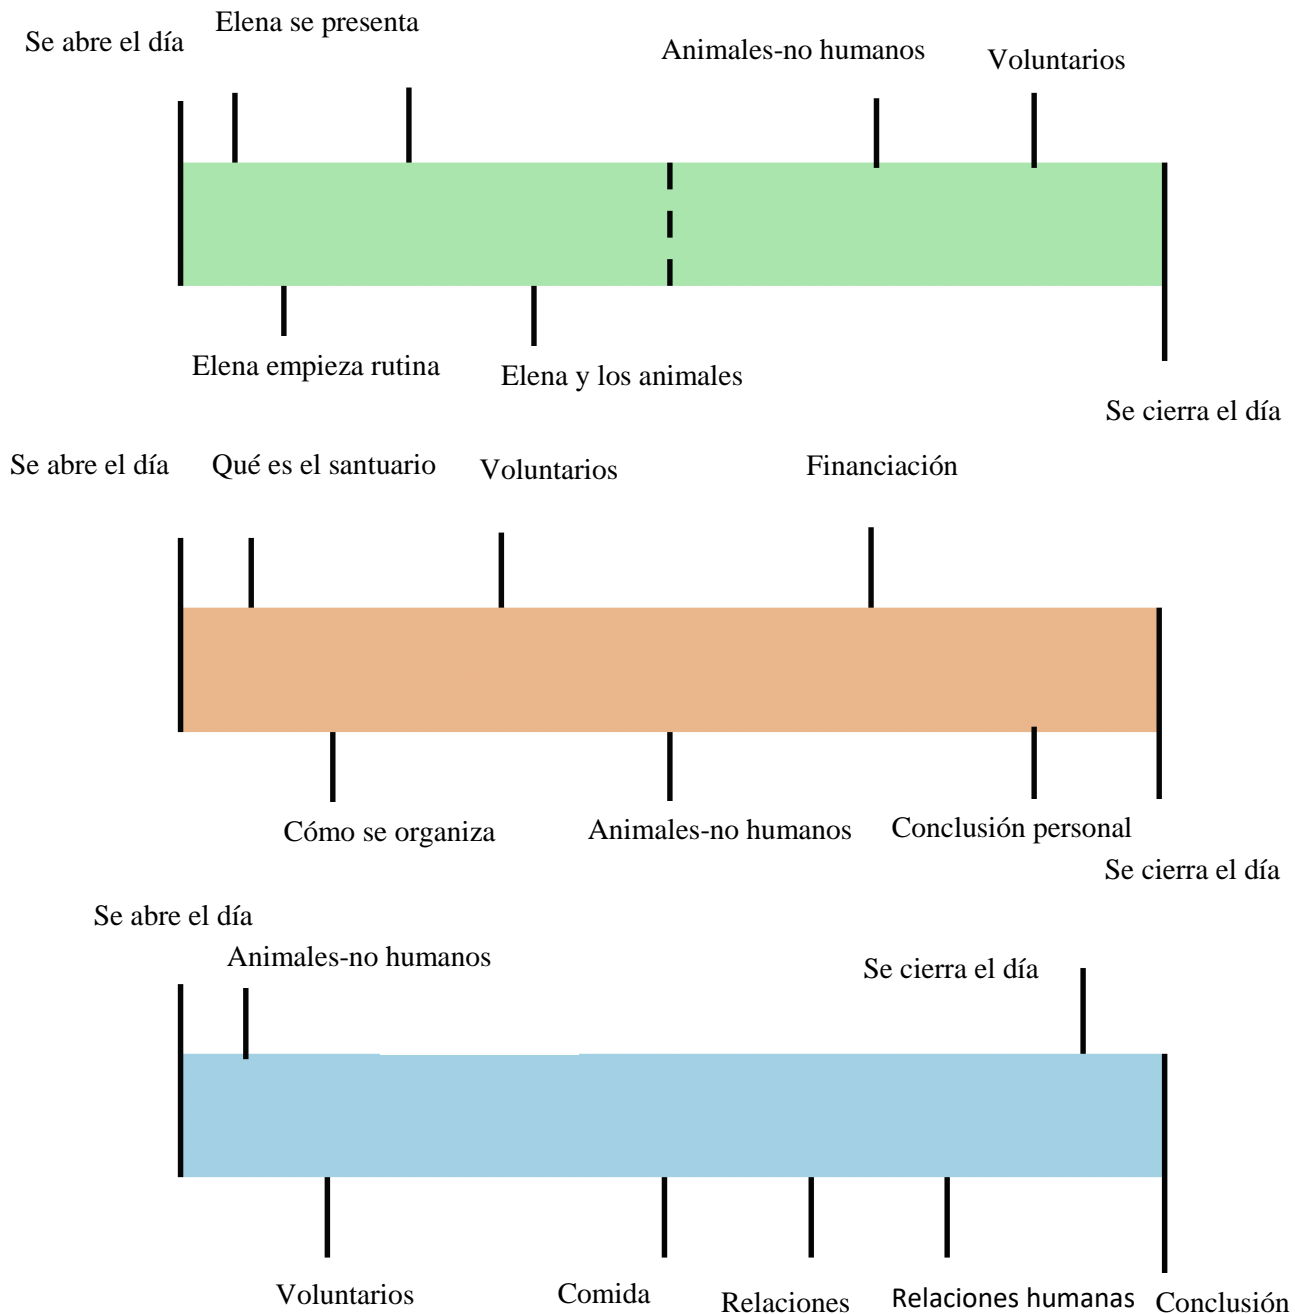 Se abre el día
Elena se presenta
Animales-no humanos
Voluntarios
Elena empieza rutina
Elena y los animales
Se cierra el día
Se abre el día
Qué es el santuario
Voluntarios
Financiación
Cómo se organiza
Animales-no humanos
Conclusión personal
Se cierra el día
Se abre el día
Animales-no humanos
Se cierra el día
Voluntarios
Comida
Relaciones
Relaciones humanas
Conclusión